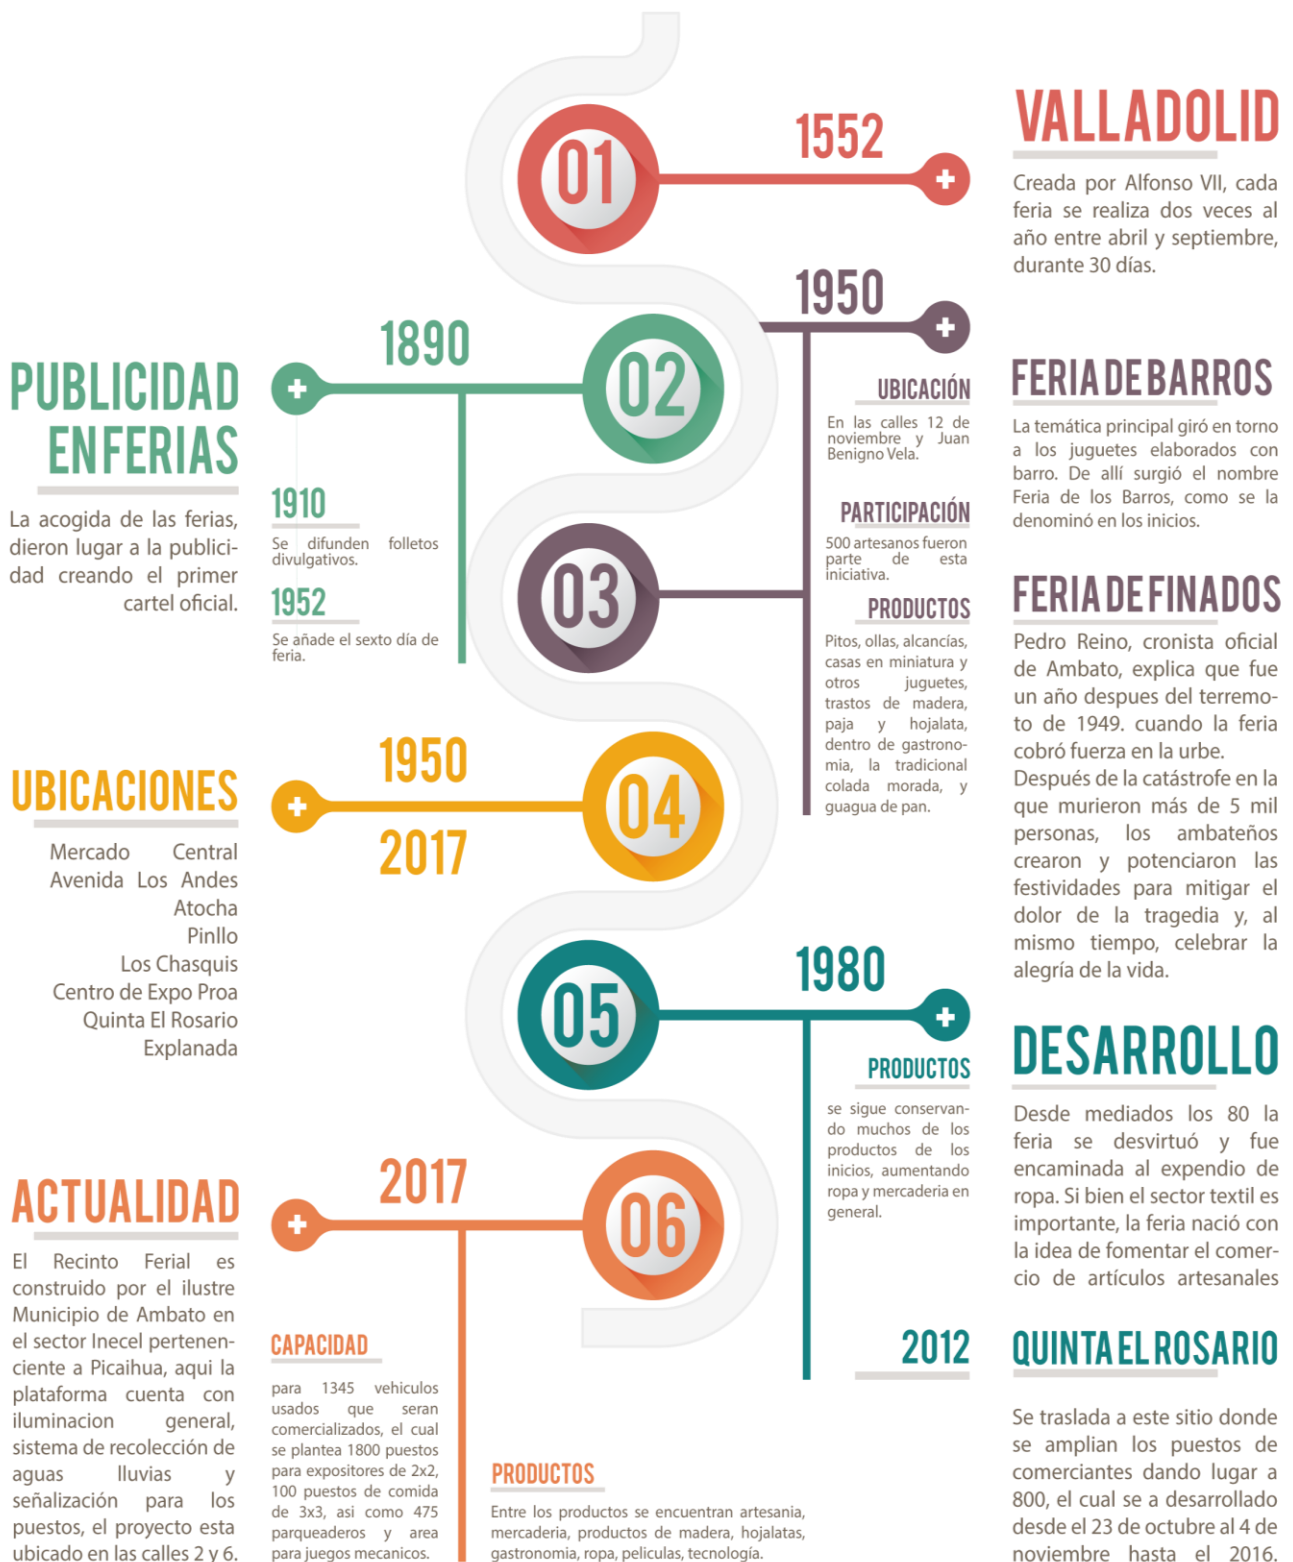 01
1552
VALLADOLID
Creada por Alfonso VII, cada
feria se realiza dos veces al
año entre abril y septiembre,
durante 30 días.
02
1890
PUBLICIDAD
EN FERIAS
La acogida de las ferias,
dieron lugar a la publici-
dad creando el primer
cartel oficial.
1910
Se difunden folletos
divulgativos.
1952
Se añade el sexto día de
feria.
03
1950
UBICACIÓN
En las calles 12 de
noviembre y Juan
Benigno Vela.
PARTICIPACIÓN
500 artesanos fueron
parte de esta
iniciativa.
PRODUCTOS
Pitos, ollas, alcancías,
casas en miniatura y
otros juguetes,
trastos de madera,
paja y hojalata,
dentro de gastrono-
mia, la tradicional
colada morada, y
guagua de pan.
FERIA DE BARROS
La temática principal giró en torno
a los juguetes elaborados con
barro. De allí surgió el nombre
Feria de los Barros, como se la
denominó en los inicios.
FERIA DE FINADOS
Pedro Reino, cronista oficial
de Ambato, explica que fue
un año despues del terremo-
to de 1949. cuando la feria
cobró fuerza en la urbe.
Después de la catástrofe en la
que murieron más de 5 mil
personas, los ambateños
crearon y potenciaron las
festividades para mitigar el
dolor de la tragedia y, al
mismo tiempo, celebrar la
alegría de la vida.
04
1950
2017
UBICACIONES
Mercado Central
Avenida Los Andes
Atocha
Pinllo
Los Chasquis
Centro de Expo Proa
Quinta El Rosario
Explanada
05
1980
PRODUCTOS
se sigue conservan-
do muchos de los
productos de los
inicios, aumentando
ropa y mercaderia en
general.
DESARROLLO
Desde mediados los 80 la
feria se desvirtuó y fue
encaminada al expendio de
ropa. Si bien el sector textil es
importante, la feria nació con
la idea de fomentar el comer-
cio de artículos artesanales
2012
QUINTA EL ROSARIO
Se traslada a este sitio donde
se amplian los puestos de
comerciantes dando lugar a
800, el cual se a desarrollado
desde el 23 de octubre al 4 de
noviembre hasta el 2016.
06
2017
ACTUALIDAD
El Recinto Ferial es
construido por el ilustre
Municipio de Ambato en
el sector Inecel pertenen-
ciente a Picaihua, aqui la
plataforma cuenta con
iluminacion general,
sistema de recolección de
aguas lluvias y
señalización para los
puestos, el proyecto esta
ubicado en las calles 2 y 6.
CAPACIDAD
para 1345 vehiculos
usados que seran
comercializados, el cual
se plantea 1800 puestos
para expositores de 2x2,
100 puestos de comida
de 3x3, asi como 475
parqueaderos y area
para juegos mecanicos.
PRODUCTOS
Entre los productos se encuentran artesania,
mercaderia, productos de madera, hojalatas,
gastronomia, ropa, peliculas, tecnología.